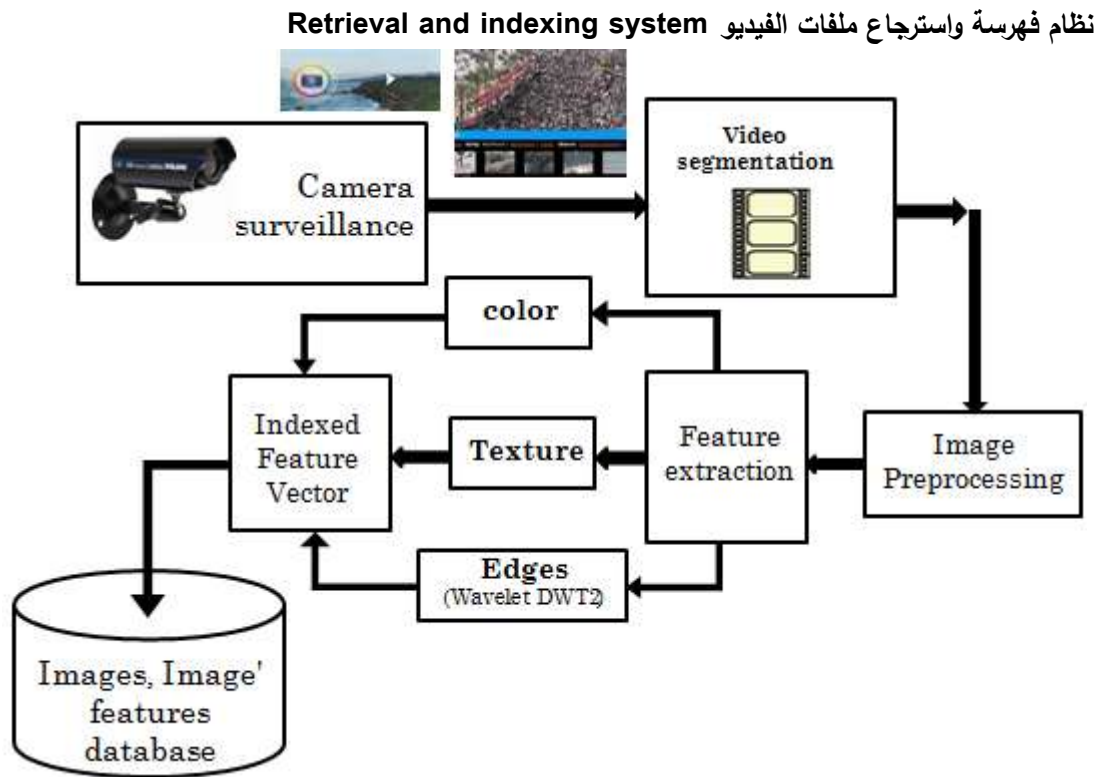 نظام فهرسة واسترجاع ملفات الفيديو Retrieval and indexing system
Camera
surveillance
Video
segmentation
color
Indexed
Feature
Vector
Texture
Feature
extraction
Image
Preprocessing
Edges
(Wavelet DWT2)
Images, Image'
features
database